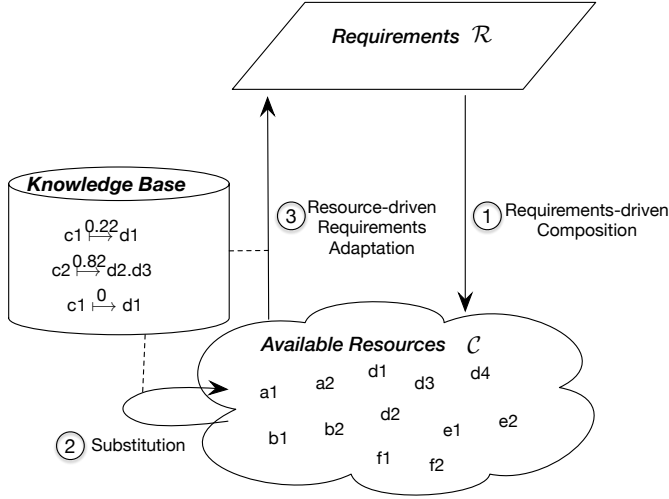 Requirements ℛ
Knowledge Base
c1 ↦ d1 0.22
c2 ↦ d2.d3 0.82
c1 ↦ d1 0
3 Resource-driven
Requirements
Adaptation
1 Requirements-driven
Composition
Available Resources 𝒞
a1 a2 d1 d3 d4
b1 b2 d2 e1 e2
f1 f2
2 Substitution